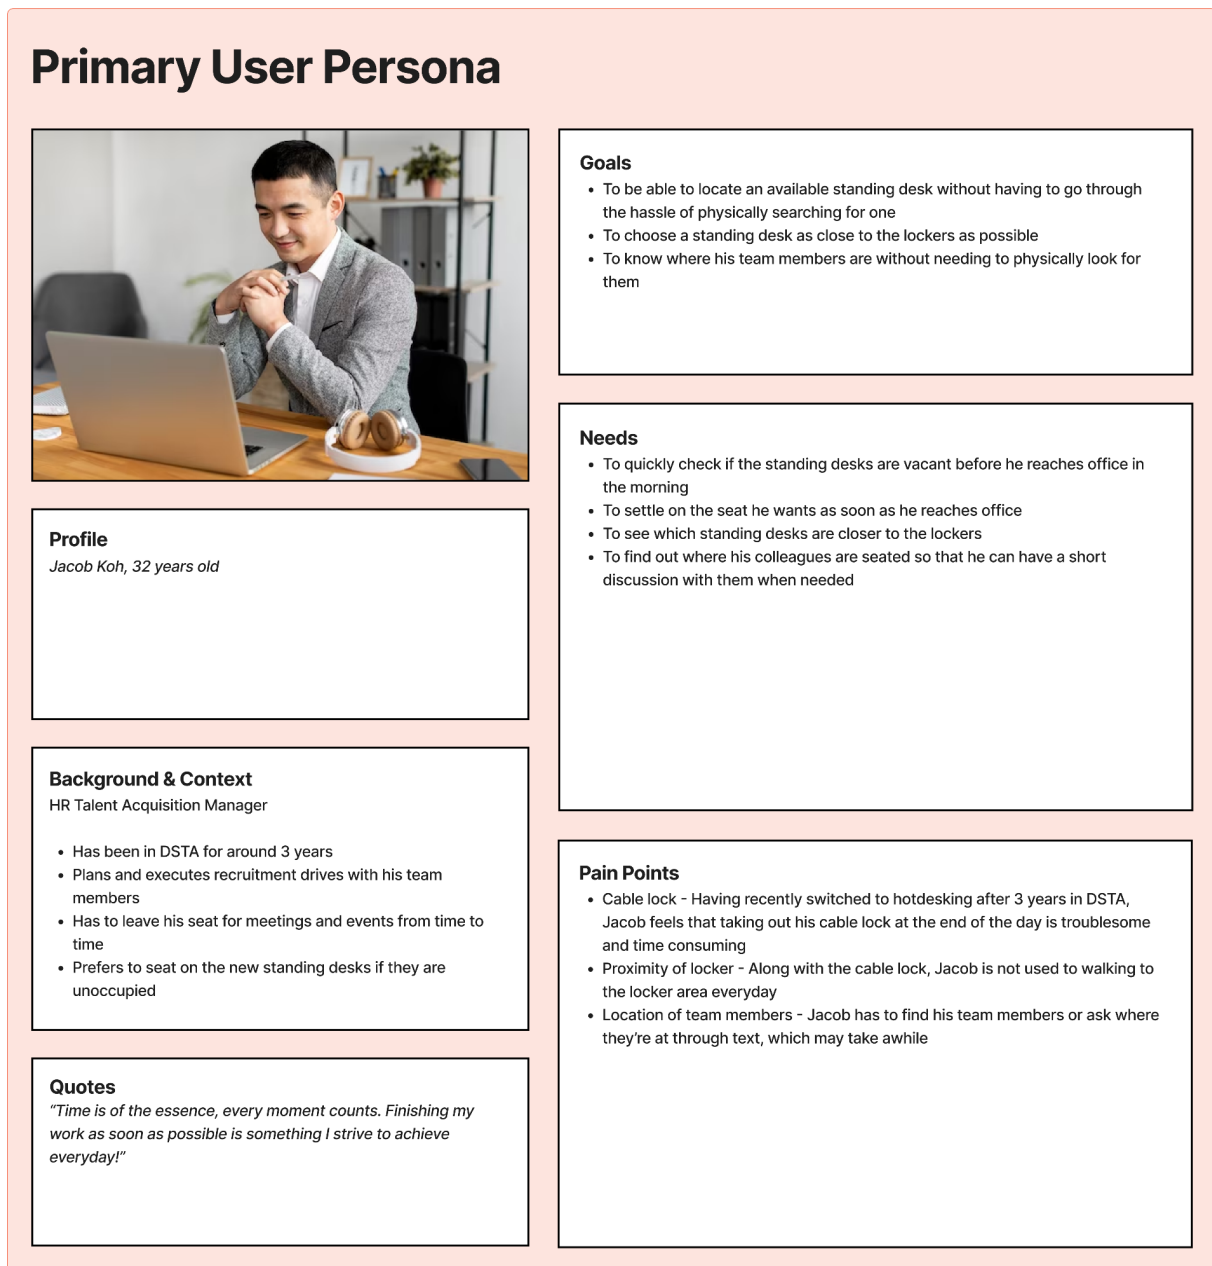 Primary User Persona
Profile
Jacob Koh, 32 years old
Background & Context
HR Talent Acquisition Manager
• Has been in DSTA for around 3 years
• Plans and executes recruitment drives with his team
members
• Has to leave his seat for meetings and events from time to
time
• Prefers to seat on the new standing desks if they are
unoccupied
Quotes
“Time is of the essence, every moment counts. Finishing my
work as soon as possible is something I strive to achieve
everyday!”
Goals
• To be able to locate an available standing desk without having to go through
the hassle of physically searching for one
• To choose a standing desk as close to the lockers as possible
• To know where his team members are without needing to physically look for
them
Needs
• To quickly check if the standing desks are vacant before he reaches office in
the morning
• To settle on the seat he wants as soon as he reaches office
• To see which standing desks are closer to the lockers
• To find out where his colleagues are seated so that he can have a short
discussion with them when needed
Pain Points
• Cable lock - Having recently switched to hotdesking after 3 years in DSTA,
Jacob feels that taking out his cable lock at the end of the day is troublesome
and time consuming
• Proximity of locker - Along with the cable lock, Jacob is not used to walking to
the locker area everyday
• Location of team members - Jacob has to find his team members or ask where
they’re at through text, which may take awhile